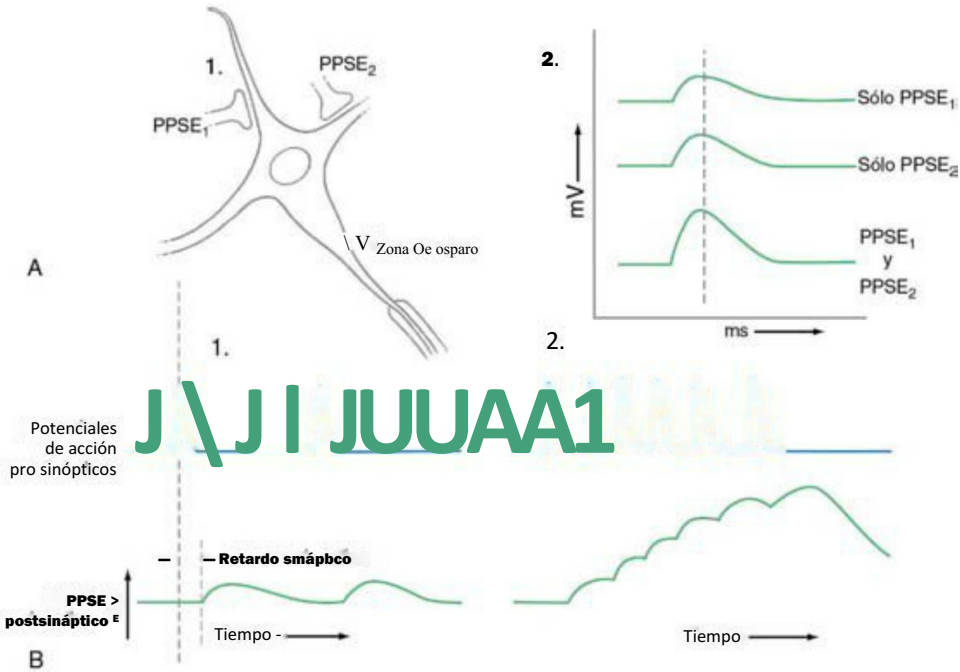 1.
PPSE₂
PPSE₁
\ V Zona Oe osparo
A
2.
mV
Sólo PPSE₁
Sólo PPSE₂
PPSE₁
y
PPSE₂
ms
1.
2.
Potenciales
de acción
pro sinópticos
J\J I JUUAA1
– – Retardo smápbco
PPSE >
postsináptico E
Tiempo -
Tiempo
B